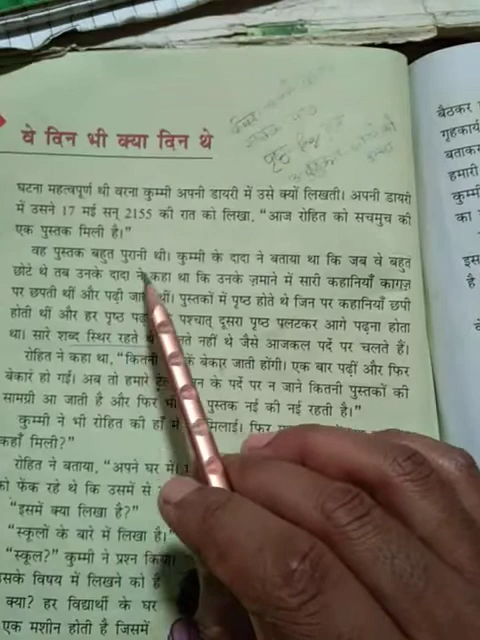 वे दिन भी क्या दिन थे
घटना महत्वपूर्ण थी वरना कुम्मी अपनी डायरी में उसे क्यों लिखती। अपनी डायरी
में उसने 17 मई सन् 2155 की रात को लिखा, “आज रोहित को सचमुच की
एक पुस्तक मिली है।”
वह पुस्तक बहुत पुरानी थी। कुम्मी के दादा ने बताया था कि जब वे बहुत
छोटे थे तब उनके दादा ने कहा था कि उनके ज़माने में सारी कहानियाँ कागज़
पर छपती थीं और पढ़ी थीं। पुस्तकों में पृष्ठ होते थे जिन पर कहानियाँ छपी
होती थीं और हर पृष्ठ पश्चात् दूसरा पृष्ठ पलटकर आगे पढ़ना होता
था। सारे शब्द स्थिर रहते थे नहीं थे जैसे आजकल पर्दे पर चलते हैं।
रोहित ने कहा था, “कितनी बेकार जाती होंगी। एक बार पढ़ीं और फिर
बेकार हो गईं। अब तो हमारे के पर्दे पर न जाने कितनी पुस्तकों की
सामग्री आ जाती है और फिर भी पुस्तक नई की नई रहती है।”
कुम्मी ने भी रोहित की हाँ में मिलाई। फिर
कहाँ मिली?”
रोहित ने बताया, “अपने घर में।
को फेंक रहे थे कि उसमें से
“इसमें क्या लिखा है?”
“स्कूलों के बारे में लिखा है।”
“स्कूल?” कुम्मी ने प्रश्न किया।
इसके विषय में लिखने को है
क्या? हर विद्यार्थी के घर
एक मशीन होती है जिसमें
बैठकर
गृहकार्य
बताकर
हमारी
कुम्मी
का
इस
है